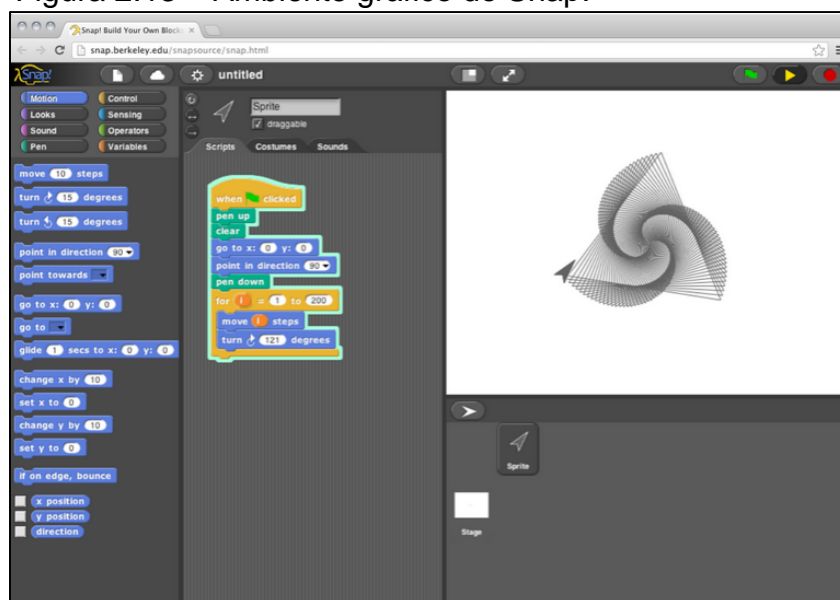 Figura 2.18 – Ambiente gráfico do Snap!
Snap! Build Your Own Block
snap.berkeley.edu/snapsource/snap.html
Snap!
untitled
Motion
Control
Looks
Sensing
Sound
Operators
Pen
Variables
move 10 steps
turn 15 degrees
turn 15 degrees
point in direction 90
point towards
go to x: 0 y: 0
go to
glide 1 secs to x: 0 y: 0
change x by 10
set x to 0
change y by 10
set y to 0
if on edge, bounce
x position
y position
direction
Sprite
draggable
Scripts
Costumes
Sounds
when clicked
pen up
clear
go to x: 0 y: 0
point in direction 90
pen down
for i = 1 to 200
move i steps
turn 121 degrees
Sprite
Stage